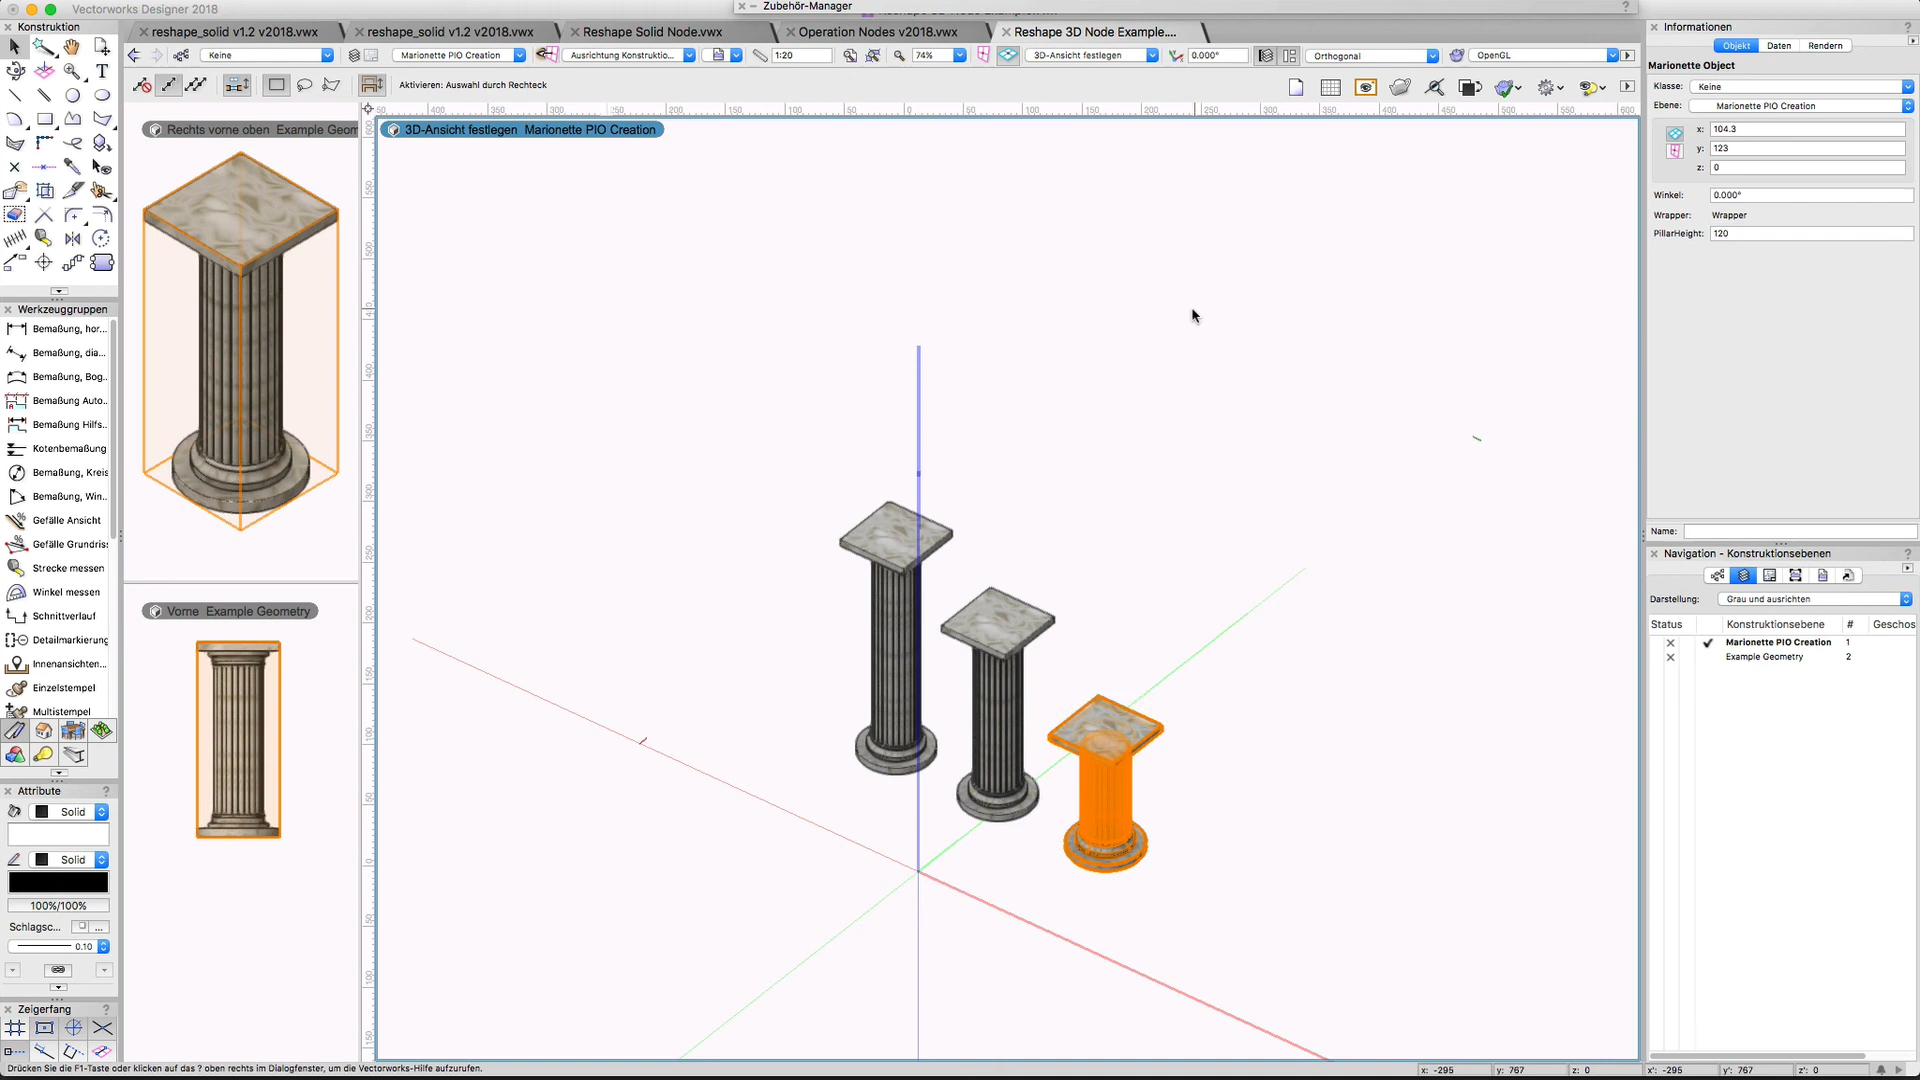 Vectorworks Designer 2018
Zubehör-Manager
?
Konstruktion
reshape_solid v1.2 v2018.vwx
reshape_solid v1.2 v2018.vwx
Reshape Solid Node.vwx
Operation Nodes v2018.vwx
Reshape 3D Node Example....
Informationen
?
Keine
Marionette PIO Creation
Ausrichtung Konstruktio...
1:20
74%
3D-Ansicht festlegen
0.000°
Orthogonal
OpenGL
Objekt
Daten
Rendern
Aktivieren: Auswahl durch Rechteck
Marionette Object
Klasse:
Keine
Ebene:
Marionette PIO Creation
x:
104.3
y:
123
z:
0
Winkel:
0.000°
Wrapper:
Wrapper
PillarHeight:
120
Name:
Rechts vorne oben Example Geom
3D-Ansicht festlegen Marionette PIO Creation
Vorne Example Geometry
Werkzeuggruppen
Bemaßung, hor...
Bemaßung, dia...
Bemaßung, Bog..
Bemaßung Auto..
Bemaßung Hilfs..
Kotenbemaßung
Bemaßung, Kreis
Bemaßung, Win..
Gefälle Ansicht
Gefälle Grundris:
Strecke messen
Winkel messen
Schnittverlauf
Detailmarkierung
Innenansichten...
Einzelstempel
Multistempel
Navigation - Konstruktionsebenen
?
Darstellung:
Grau und ausrichten
Status
Konstruktionsebene
#
Geschos
Marionette PIO Creation
1
Example Geometry
2
Attribute
?
Solid
Solid
100%/100%
Schlagsc...
...
0.10
Zeigerfang
?
Drücken Sie die F1-Taste oder klicken auf das ? oben rechts im Dialogfenster, um die Vectorworks-Hilfe aufzurufen.
x: -295
y: 767
z: 0
x': -295
y': 767
z': 0